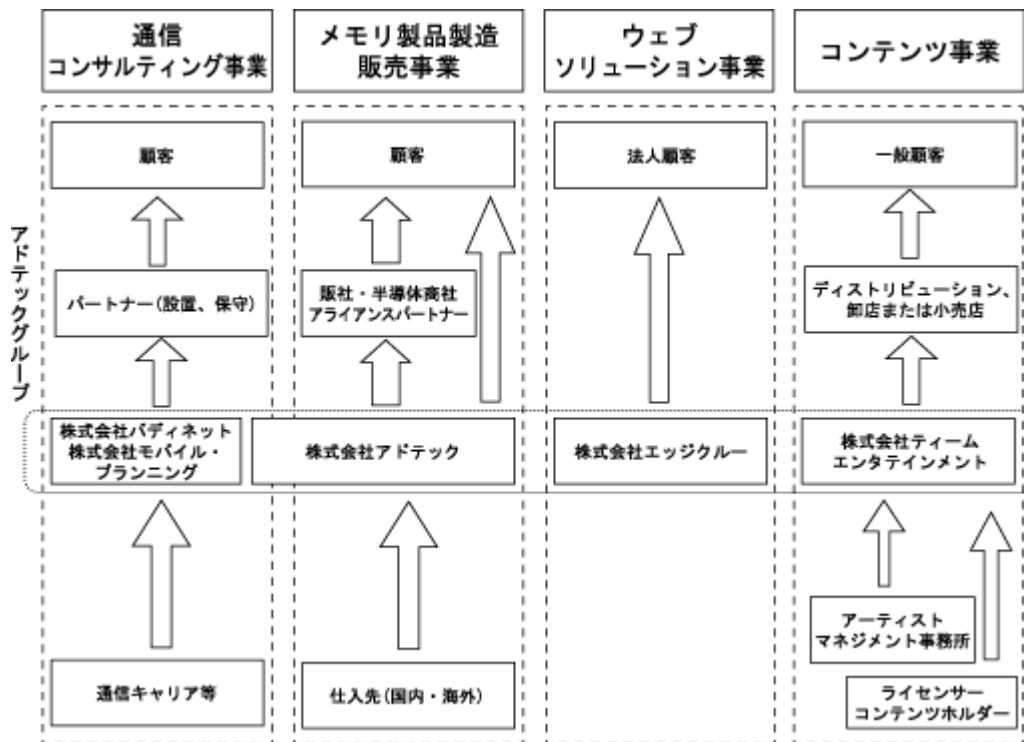 通信
コンサルティング事業
メモリ製品製造
販売事業
ウェブ
ソリューション事業
コンテンツ事業
顧客
顧客
法人顧客
一般顧客
アドテックグループ
パートナー(設置、保守)
販社・半導体商社
アライアンスパートナー
ディストリビューション、
卸店または小売店
株式会社バディネット
株式会社モバイル・
プランニング
株式会社アドテック
株式会社エッジクルー
株式会社ティーム
エンタテインメント
アーティスト
マネジメント事務所
通信キャリア等
仕入先(国内・海外)
ライセンサー
コンテンツホルダー